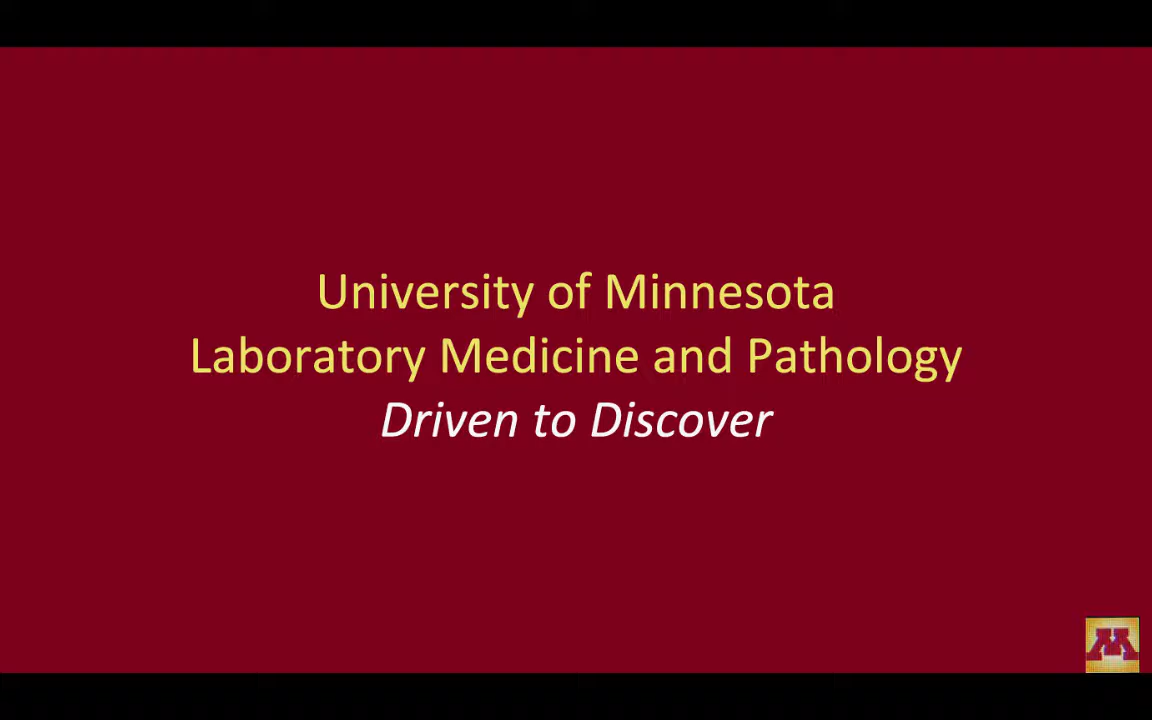 University of Minnesota
Laboratory Medicine and Pathology
Driven to Discover
M